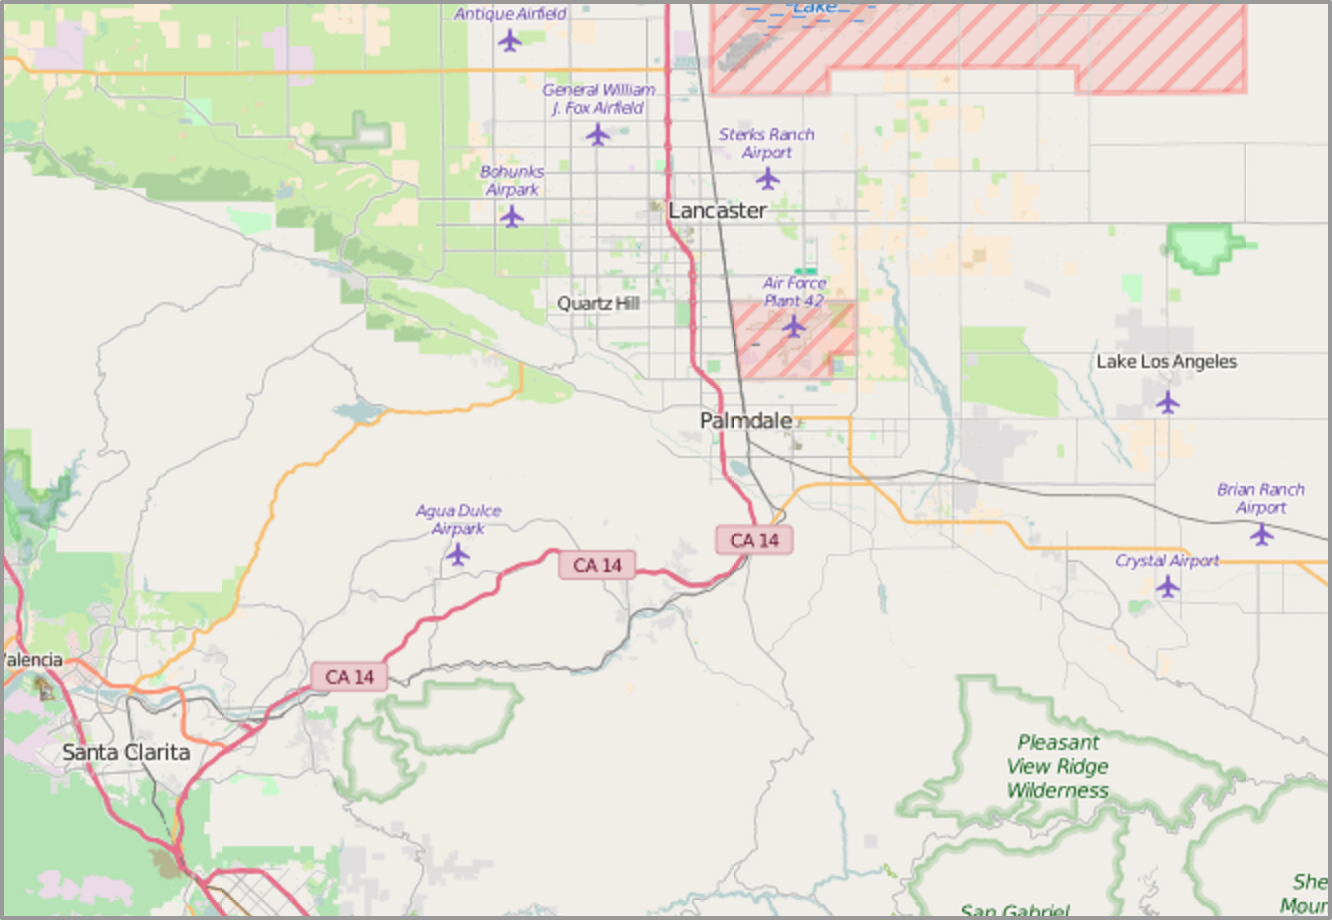 Antique Airfield
Lake
General William
J. Fox Airfield
Sterks Ranch
Airport
Bohunks
Airpark
Lancaster
Air Force
Plant 42
Quartz Hill
Lake Los Angeles
Palmdale
Brian Ranch
Airport
Agua Dulce
Airpark
CA 14
CA 14
Crystal Airport
alencia
CA 14
Santa Clarita
Pleasant
View Ridge
Wilderness
She
Mour
San Gabriel